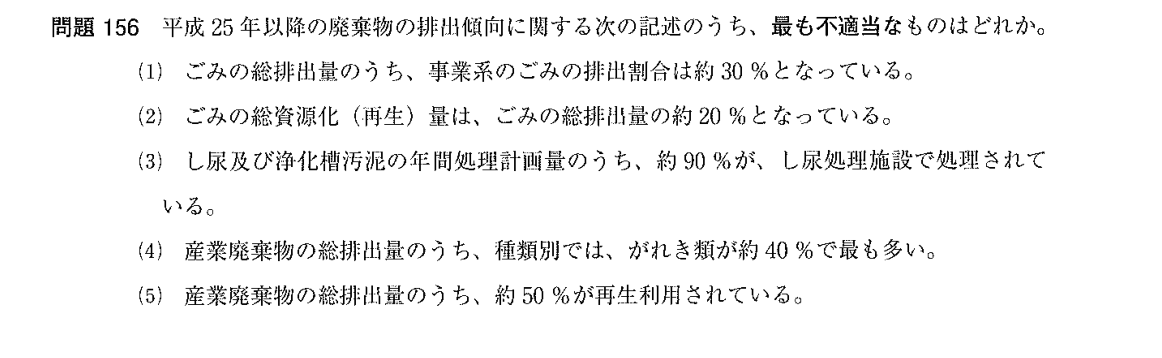 問題 156 平成 25 年以降の廃棄物の排出傾向に関する次の記述のうち、最も不適当なものはどれか。
(1) ごみの総排出量のうち、事業系のごみの排出割合は約 30 %となっている。
(2) ごみの総資源化（再生）量は、ごみの総排出量の約 20 %となっている。
(3) し尿及び浄化槽汚泥の年間処理計画量のうち、約 90 %が、し尿処理施設で処理されて
いる。
(4) 産業廃棄物の総排出量のうち、種類別では、がれき類が約 40 %で最も多い。
(5) 産業廃棄物の総排出量のうち、約 50 %が再生利用されている。